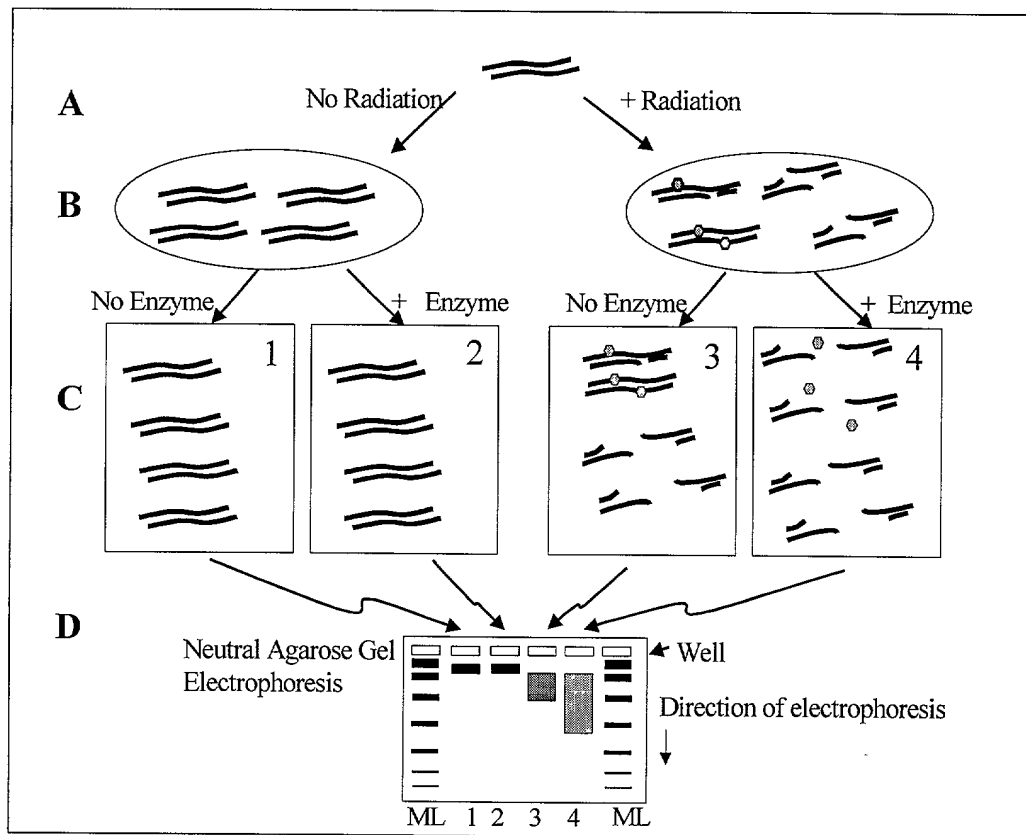 A
No Radiation
+ Radiation
B
No Enzyme
+ Enzyme
No Enzyme
+ Enzyme
C
1
2
3
4
D
Neutral Agarose Gel
Electrophoresis
Well
Direction of electrophoresis
ML 1 2 3 4 ML